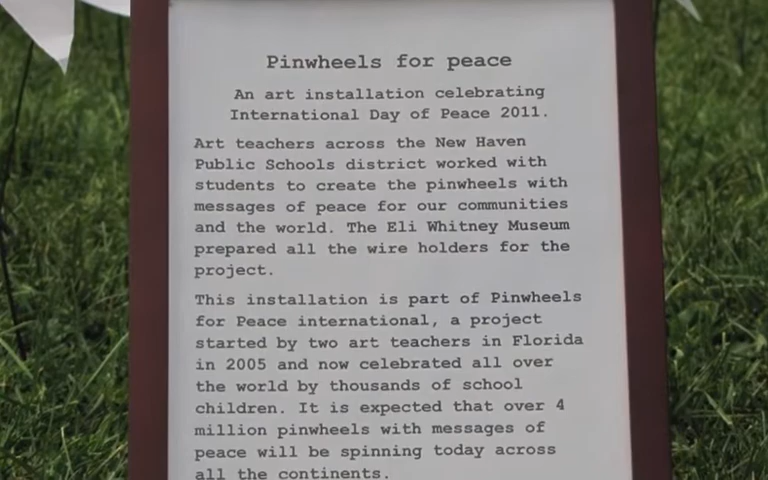 Pinwheels for peace
An art installation celebrating
International Day of Peace 2011.
Art teachers across the New Haven
Public Schools district worked with
students to create the pinwheels with
messages of peace for our communities
and the world. The Eli Whitney Museum
prepared all the wire holders for the
project.
This installation is part of Pinwheels
for Peace international, a project
started by two art teachers in Florida
in 2005 and now celebrated all over
the world by thousands of school
children. It is expected that over 4
million pinwheels with messages of
peace will be spinning today across
all the continents.